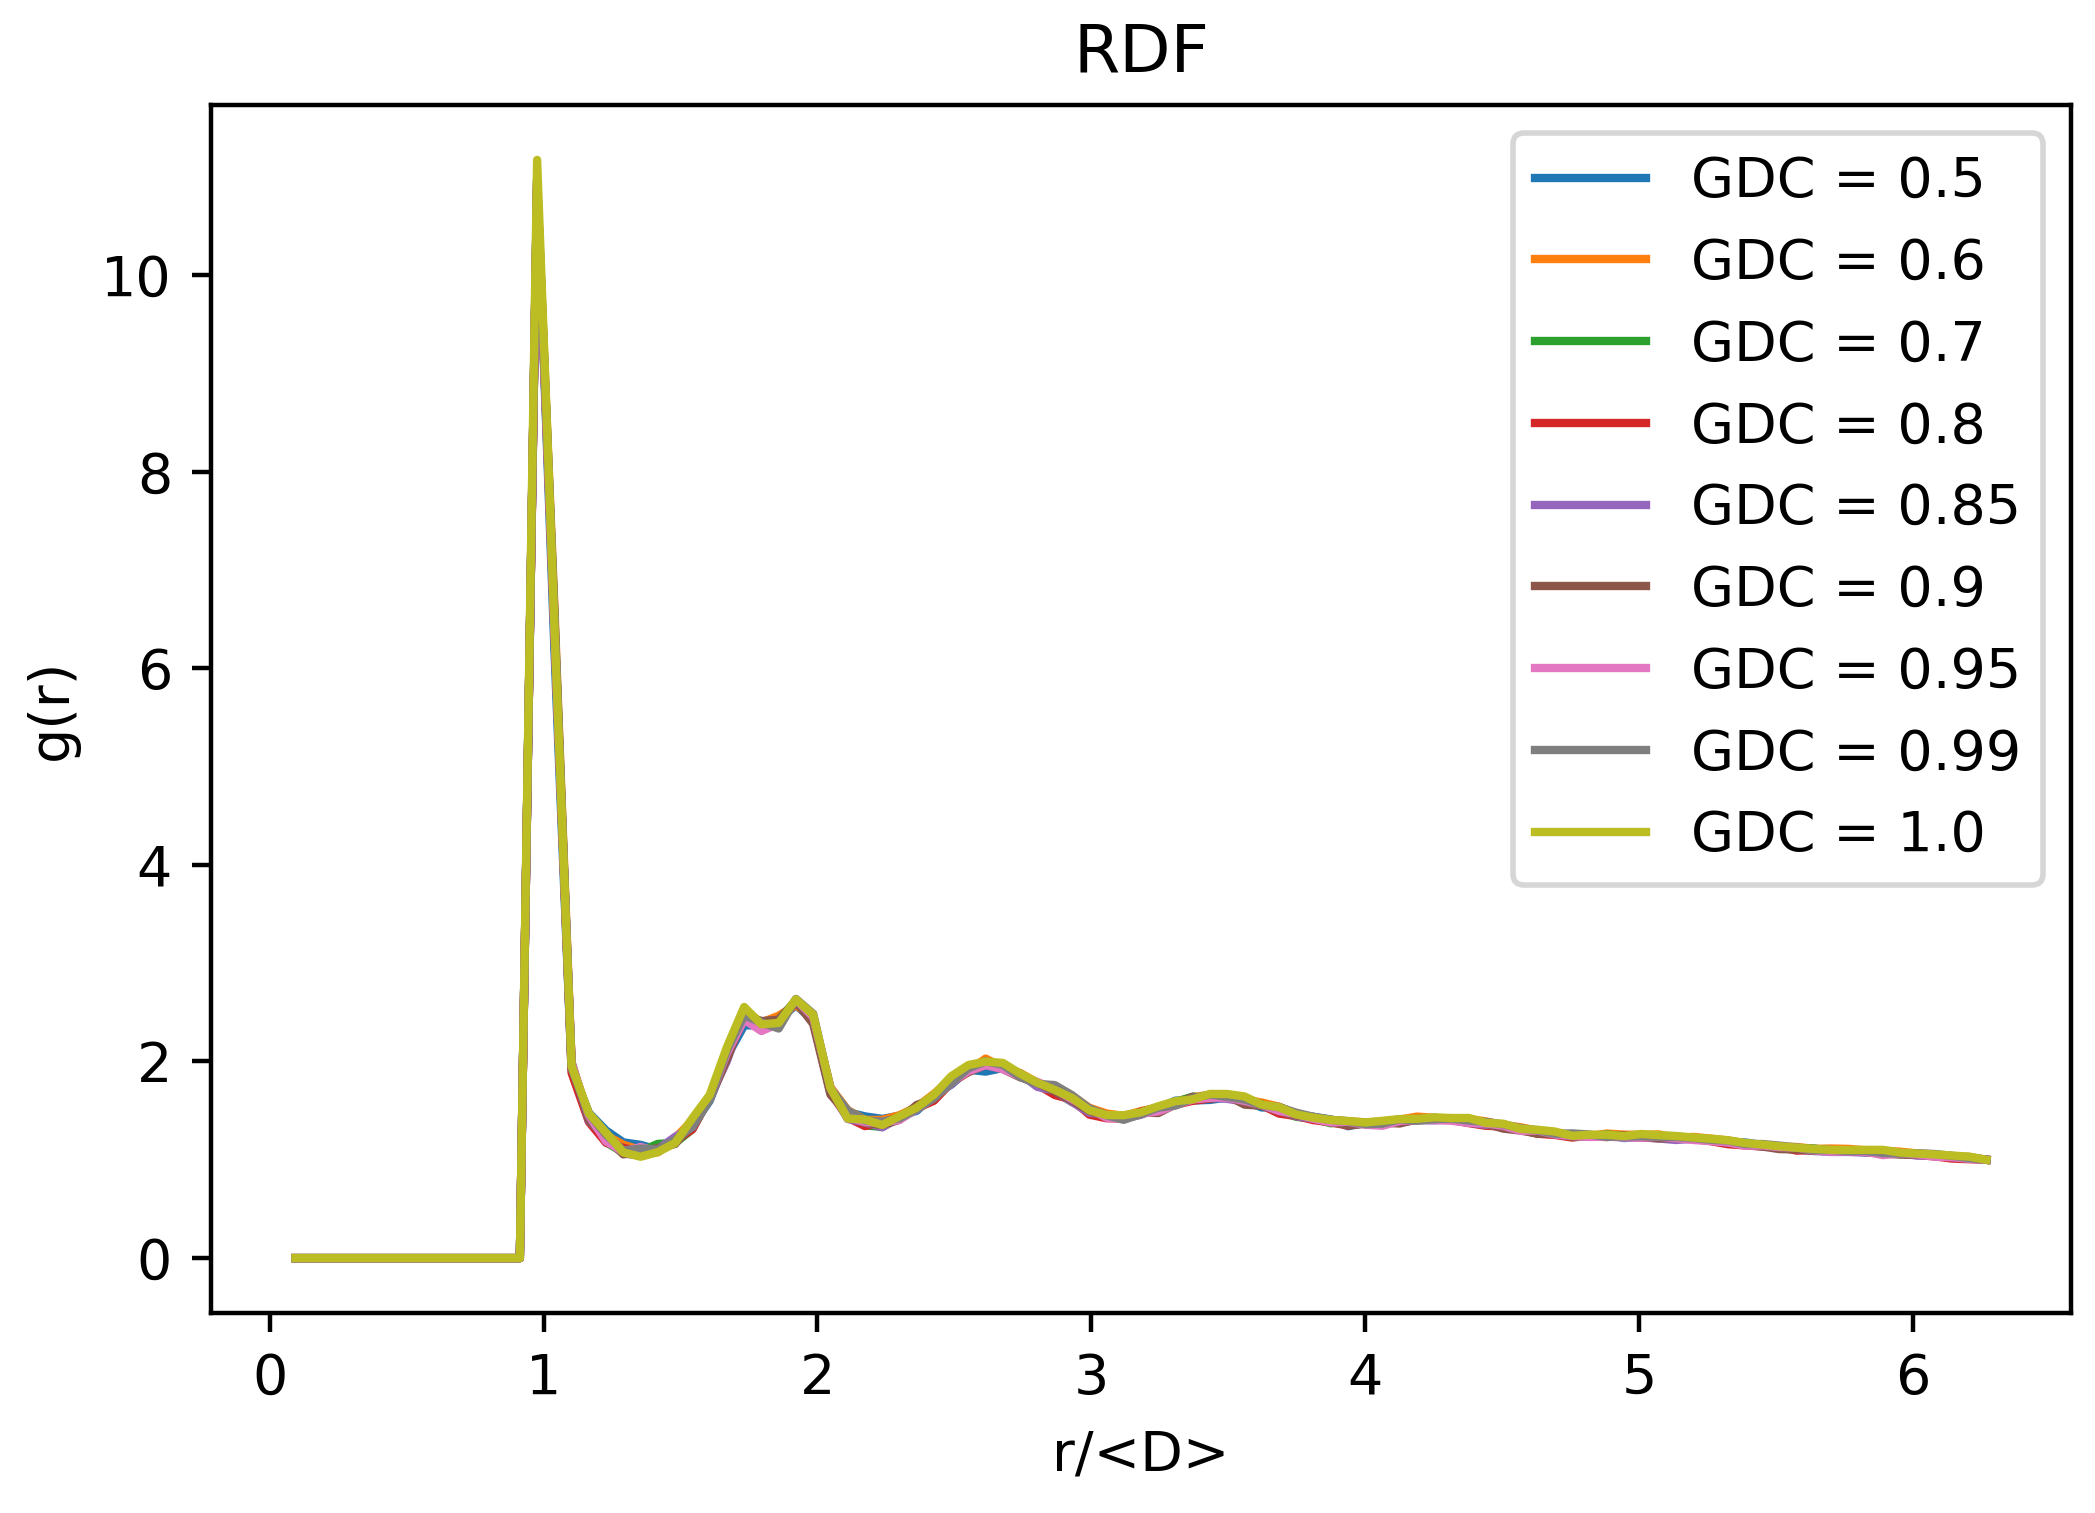 RDF
g(r)
10
8
6
4
2
0
0 1 2 3 4 5 6
r/<D>
GDC = 0.5
GDC = 0.6
GDC = 0.7
GDC = 0.8
GDC = 0.85
GDC = 0.9
GDC = 0.95
GDC = 0.99
GDC = 1.0